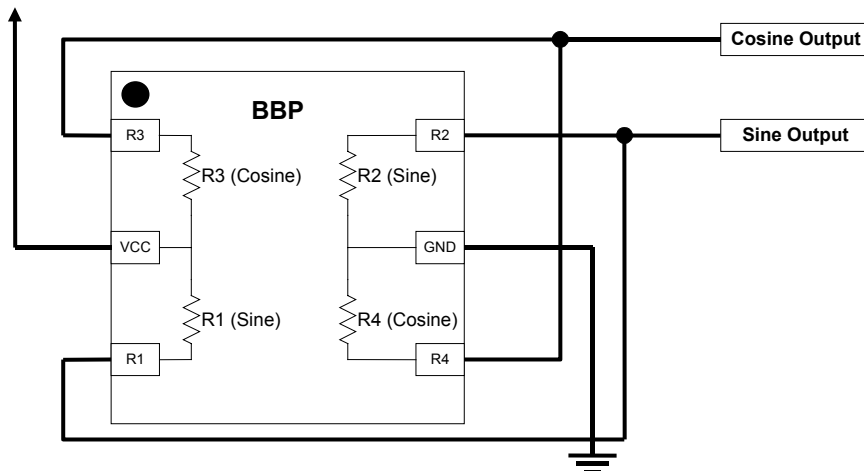 Cosine Output
BBP
R3
R2
Sine Output
R3 (Cosine)
R2 (Sine)
VCC
GND
R1 (Sine)
R4 (Cosine)
R1
R4